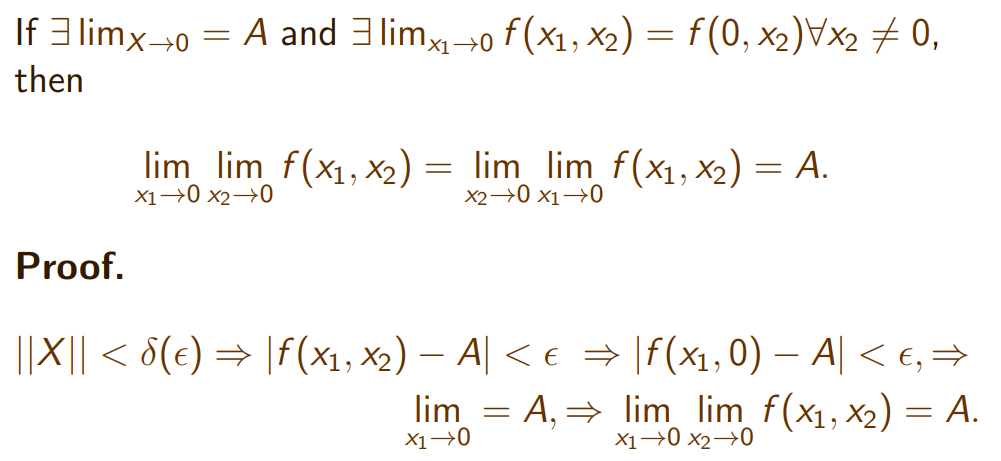 If ∃ lim_{X→0} = A and ∃ lim_{x₁→0} f(x₁, x₂) = f(0, x₂)∀x₂ ≠ 0,
then
lim_{x₁→0} lim_{x₂→0} f(x₁, x₂) = lim_{x₂→0} lim_{x₁→0} f(x₁, x₂) = A.
Proof.
||X|| < δ(ϵ) ⇒ |f(x₁, x₂) − A| < ϵ ⇒ |f(x₁, 0) − A| < ϵ, ⇒
lim_{x₁→0} = A, ⇒ lim_{x₁→0} lim_{x₂→0} f(x₁, x₂) = A.